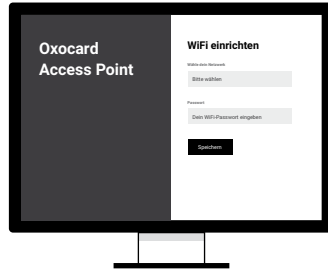 Oxocard
Access Point
WiFi einrichten
Wähle dein Netzwerk
Bitte wählen
Passwort
Dein WiFi-Passwort eingeben
Speichern